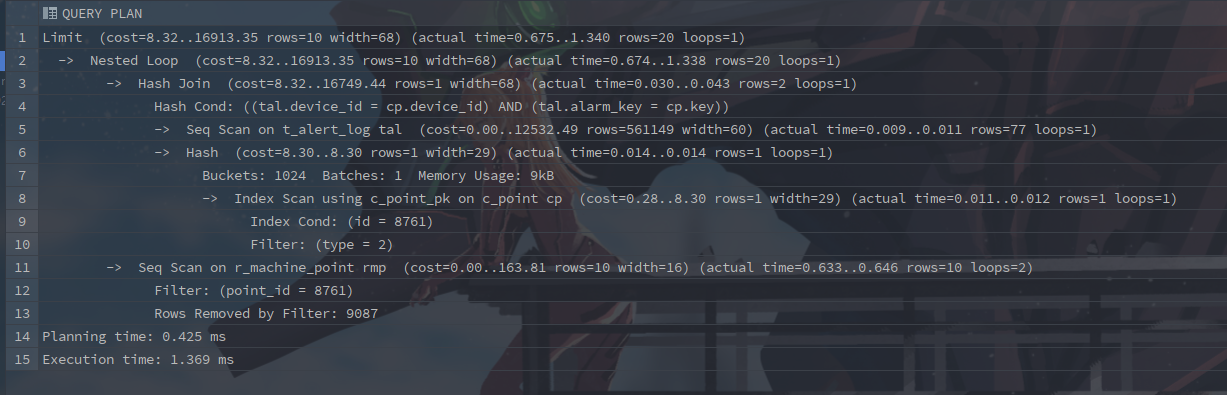 QUERY PLAN
1 Limit  (cost=8.32..16913.35 rows=10 width=68) (actual time=0.675..1.340 rows=20 loops=1)
2   ->  Nested Loop  (cost=8.32..16913.35 rows=10 width=68) (actual time=0.674..1.338 rows=20 loops=1)
3         ->  Hash Join  (cost=8.32..16749.44 rows=1 width=68) (actual time=0.030..0.043 rows=2 loops=1)
4               Hash Cond: ((tal.device_id = cp.device_id) AND (tal.alarm_key = cp.key))
5               ->  Seq Scan on t_alert_log tal  (cost=0.00..12532.49 rows=561149 width=60) (actual time=0.009..0.011 rows=77 loops=1)
6               ->  Hash  (cost=8.30..8.30 rows=1 width=29) (actual time=0.014..0.014 rows=1 loops=1)
7                     Buckets: 1024  Batches: 1  Memory Usage: 9kB
8                     ->  Index Scan using c_point_pk on c_point cp  (cost=0.28..8.30 rows=1 width=29) (actual time=0.011..0.012 rows=1 loops=1)
9                           Index Cond: (id = 8761)
10                           Filter: (type = 2)
11         ->  Seq Scan on r_machine_point rmp  (cost=0.00..163.81 rows=10 width=16) (actual time=0.633..0.646 rows=10 loops=2)
12               Filter: (point_id = 8761)
13               Rows Removed by Filter: 9087
14 Planning time: 0.425 ms
15 Execution time: 1.369 ms